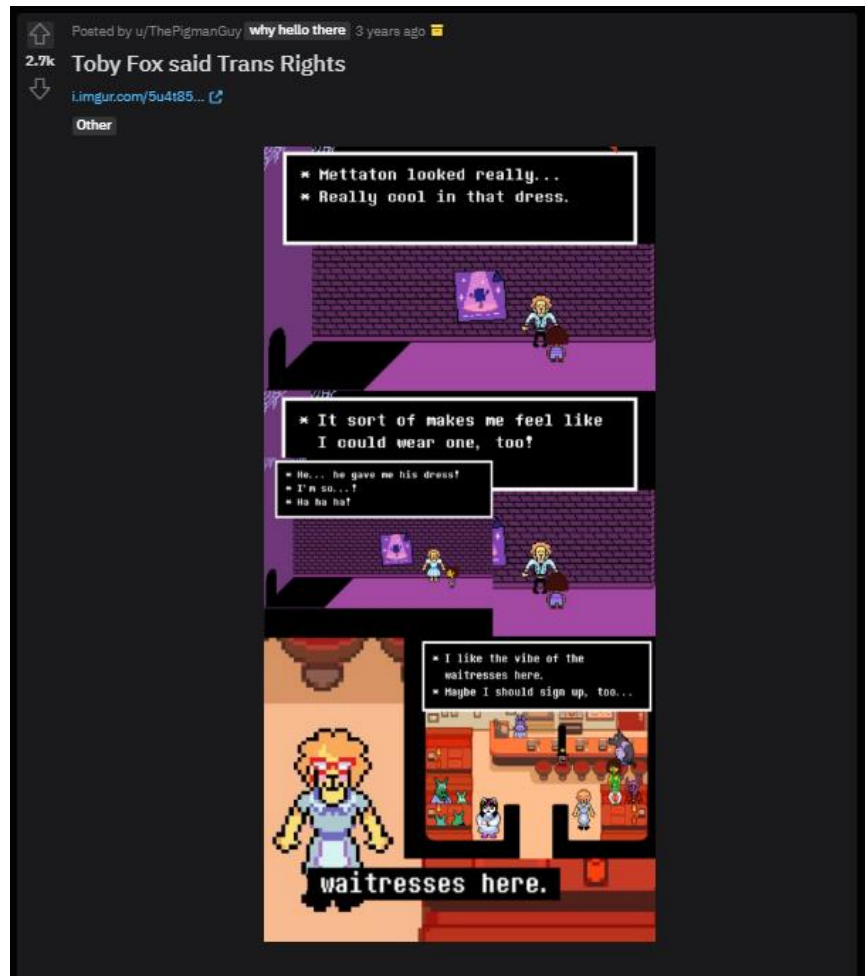 Posted by u/ThePigmanGuy why hello there 3 years ago
2.7k
Toby Fox said Trans Rights
i.imgur.com/5u4t85...
Other
* Mettaton looked really...
* Really cool in that dress.
* It sort of makes me feel like
I could wear one, too!
* He... he gave me his dress!
* I'm so...!
* Ha ha ha!
* I like the vibe of the
waitresses here.
* Maybe I should sign up, too...
waitresses here.